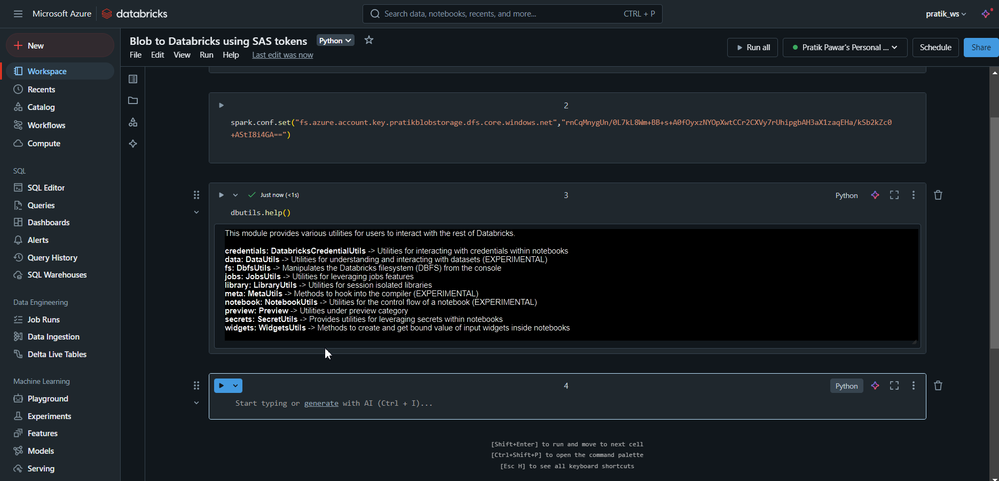 Microsoft Azure
databricks
Search data, notebooks, recents, and more...
CTRL + P
pratik_ws
New
Workspace
Recents
Catalog
Workflows
Compute
SQL
SQL Editor
Queries
Dashboards
Alerts
Query History
SQL Warehouses
Data Engineering
Job Runs
Data Ingestion
Delta Live Tables
Machine Learning
Playground
Experiments
Features
Models
Serving
Blob to Databricks using SAS tokens
Python
File Edit View Run Help Last edit was now
Run all
Pratik Pawar's Personal ...
Schedule
Share
2
spark.conf.set("fs.azure.account.key.pratikblobstorage.dfs.core.windows.net","rnCqMnygUn/0L7kL8Wm+BB+s+A0fOyxzNYOpXwtCCr2CXVy7rUhipgbAH3aX1zaqEHa/kSb2kZc0
+AStI8i4GA==")
Just now (<1s)
3
Python
dbutils.help()
This module provides various utilities for users to interact with the rest of Databricks.
credentials: DatabricksCredentialUtils -> Utilities for interacting with credentials within notebooks
data: DataUtils -> Utilities for understanding and interacting with datasets (EXPERIMENTAL)
fs: DbfsUtils -> Manipulates the Databricks filesystem (DBFS) from the console
jobs: JobsUtils -> Utilities for leveraging jobs features
library: LibraryUtils -> Utilities for session isolated libraries
meta: MetaUtils -> Methods to hook into the compiler (EXPERIMENTAL)
notebook: NotebookUtils -> Utilities for the control flow of a notebook (EXPERIMENTAL)
preview: Preview -> Utilities under preview category
secrets: SecretUtils -> Provides utilities for leveraging secrets within notebooks
widgets: WidgetsUtils -> Methods to create and get bound value of input widgets inside notebooks
4
Python
Start typing or generate with AI (Ctrl + I)...
[Shift+Enter] to run and move to next cell
[Ctrl+Shift+P] to open the command palette
[Esc H] to see all keyboard shortcuts